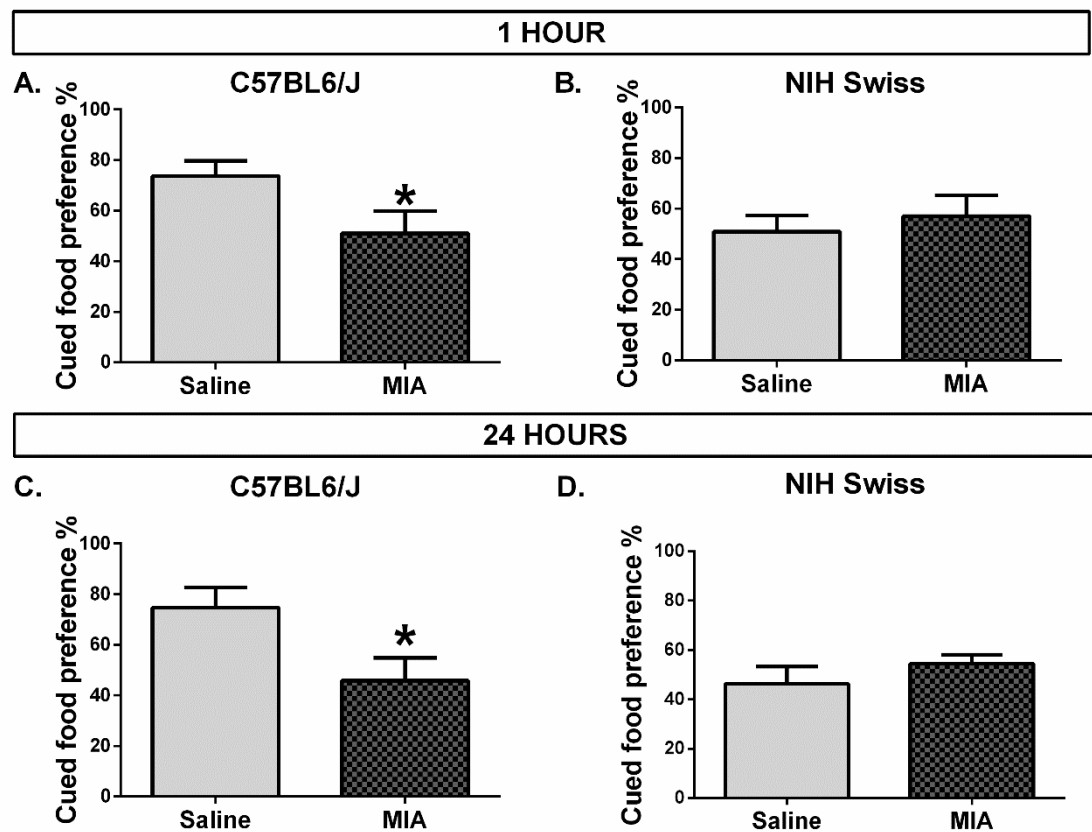 1 HOUR
A.
C57BL6/J
Cued food preference %
100
80
60
40
20
0
*
Saline
MIA
B.
NIH Swiss
Cued food preference %
100
80
60
40
20
0
Saline
MIA
24 HOURS
C.
C57BL6/J
Cued food preference %
100
80
60
40
20
0
*
Saline
MIA
D.
NIH Swiss
Cued food preference %
100
80
60
40
20
0
Saline
MIA